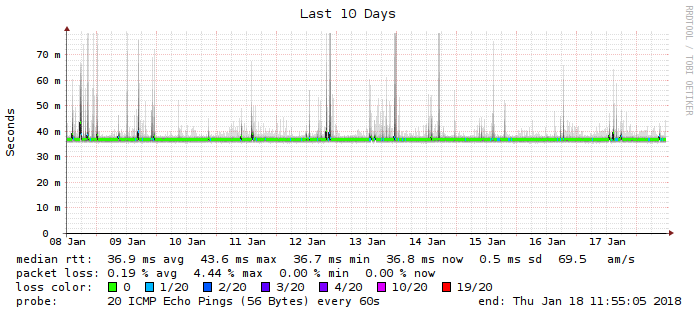 Last 10 Days
RRDTOOL / TOBI OETIKER
Seconds
70 m
60 m
50 m
40 m
30 m
20 m
10 m
0
08 Jan 09 Jan 10 Jan 11 Jan 12 Jan 13 Jan 14 Jan 15 Jan 16 Jan 17 Jan
median rtt: 36.9 ms avg 43.6 ms max 36.7 ms min 36.8 ms now 0.5 ms sd 69.5 am/s
packet loss: 0.19 % avg 4.44 % max 0.00 % min 0.00 % now
loss color: 0 1/20 2/20 3/20 4/20 10/20 19/20
probe: 20 ICMP Echo Pings (56 Bytes) every 60s end: Thu Jan 18 11:55:05 2018